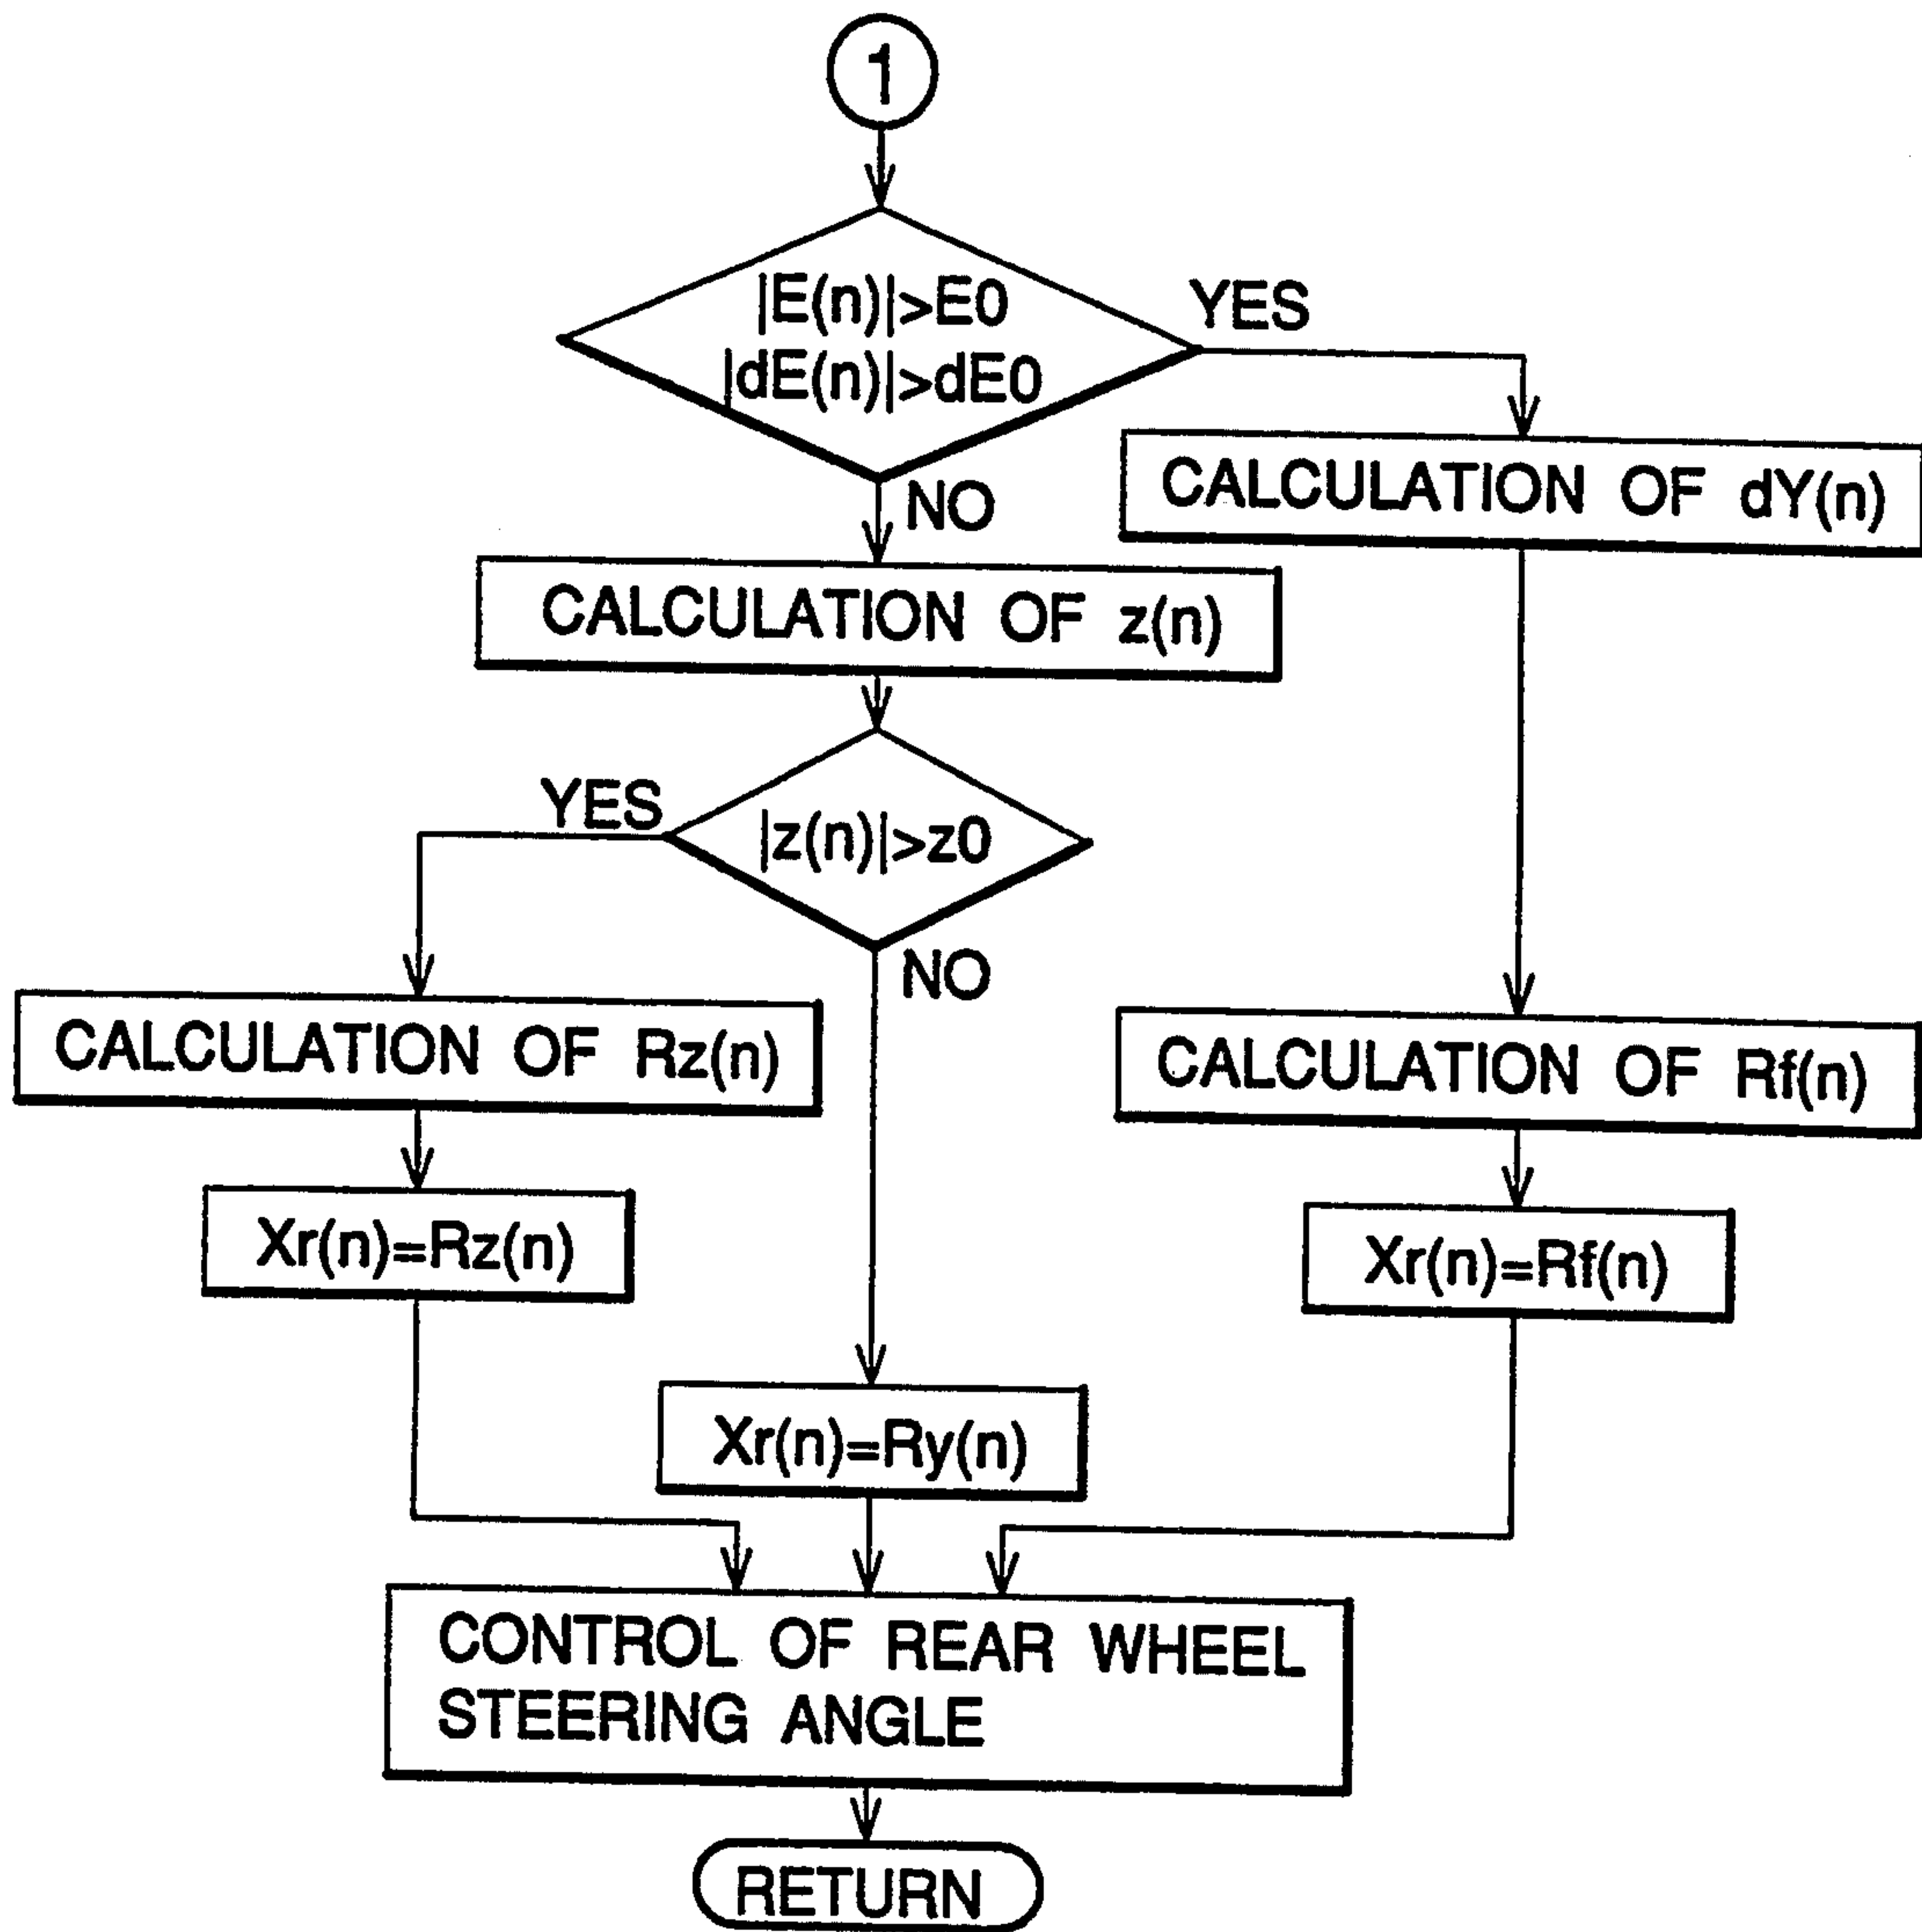 1
|E(n)|>E0
|dE(n)|>dE0
YES
CALCULATION OF dY(n)
NO
CALCULATION OF z(n)
YES
|z(n)|>z0
NO
CALCULATION OF Rz(n)
CALCULATION OF Rf(n)
Xr(n)=Rz(n)
Xr(n)=Rf(n)
Xr(n)=Ry(n)
CONTROL OF REAR WHEEL
STEERING ANGLE
RETURN